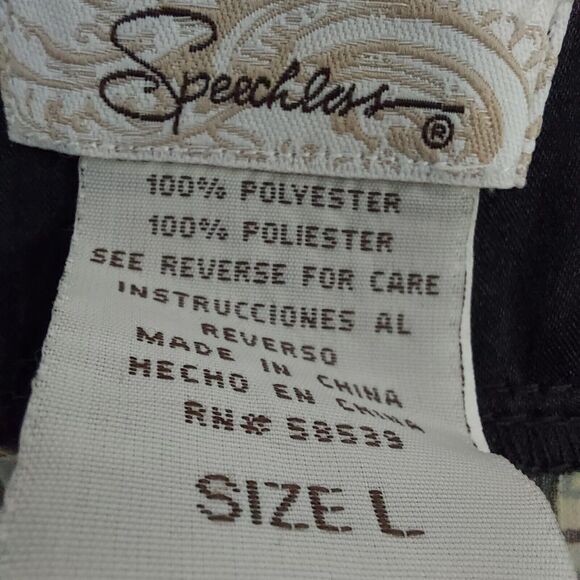 Speechless®
100% POLYESTER
100% POLIESTER
SEE REVERSE FOR CARE
INSTRUCCIONES AL
REVERSO
MADE IN CHINA
HECHO EN CHINA
RN# 58539
SIZE L